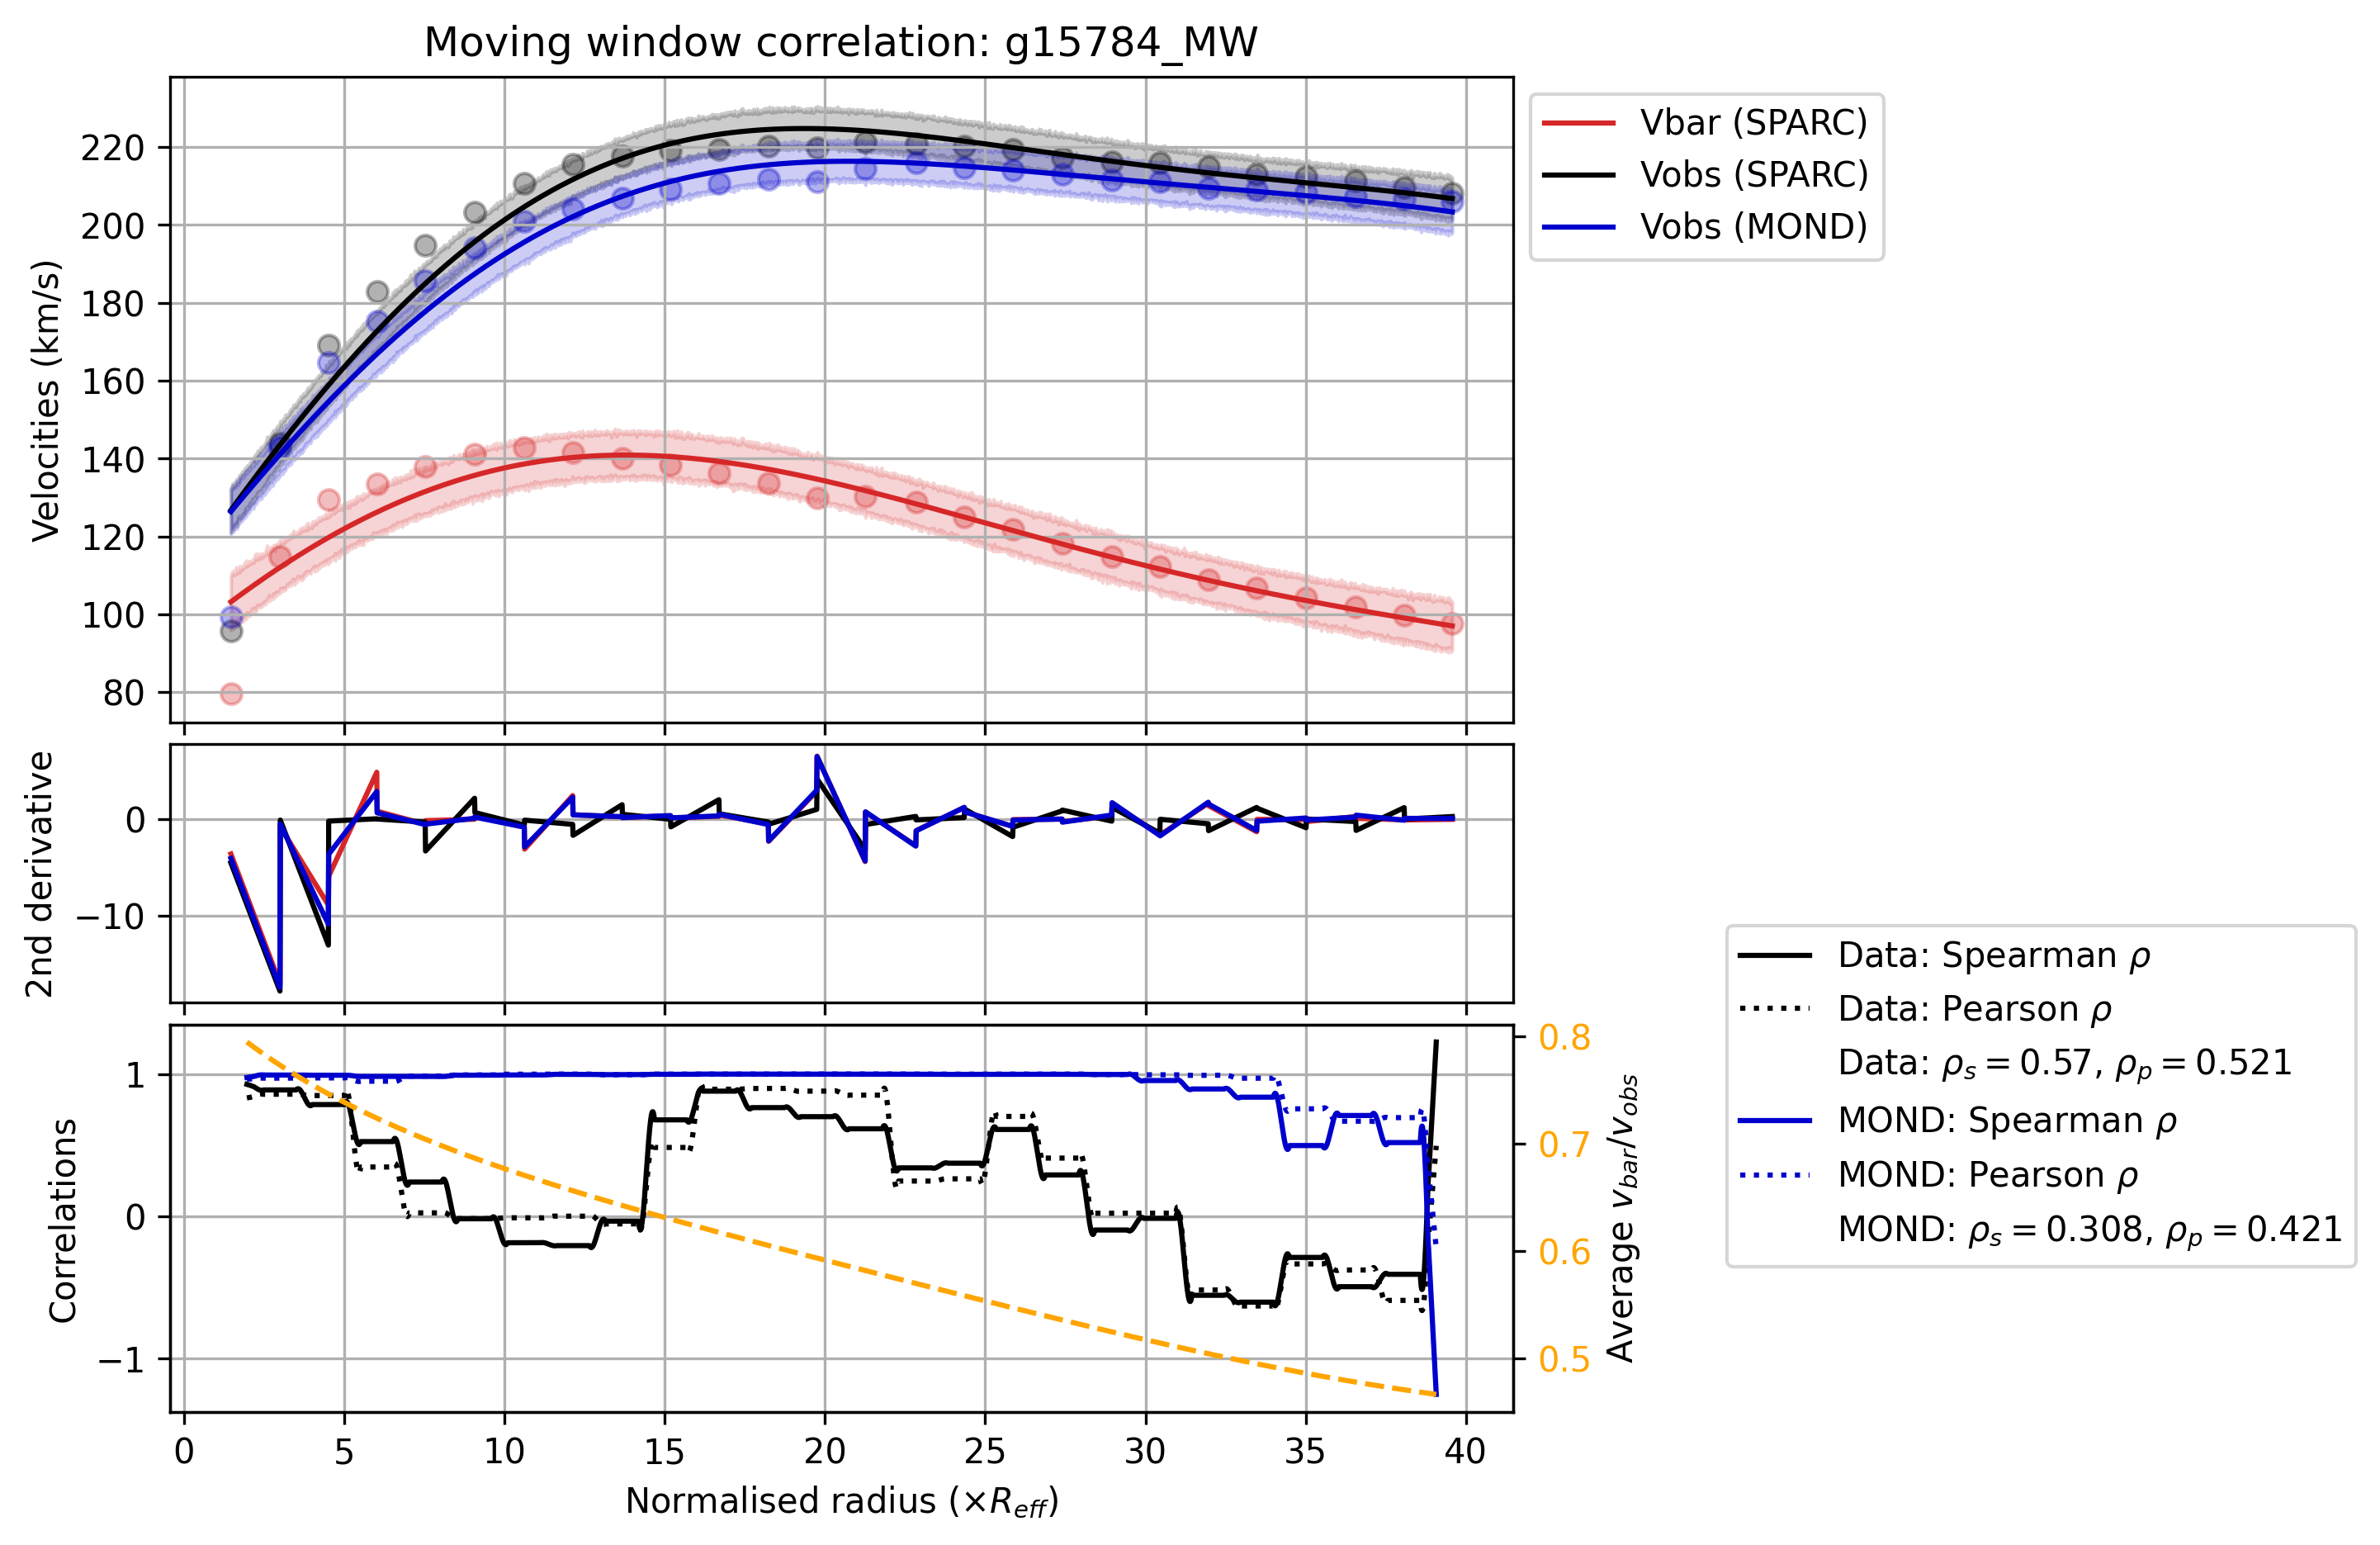 Moving window correlation: g15784_MW
Velocities (km/s)
220
200
180
160
140
120
100
80
Vbar (SPARC)
Vobs (SPARC)
Vobs (MOND)
2nd derivative
0
−10
Correlations
1
0
−1
0.8
0.7
0.6
0.5
Average v_bar/v_obs
0 5 10 15 20 25 30 35 40
Normalised radius (×R_eff)
Data: Spearman ρ
Data: Pearson ρ
Data: ρ_s = 0.57, ρ_p = 0.521
MOND: Spearman ρ
MOND: Pearson ρ
MOND: ρ_s = 0.308, ρ_p = 0.421